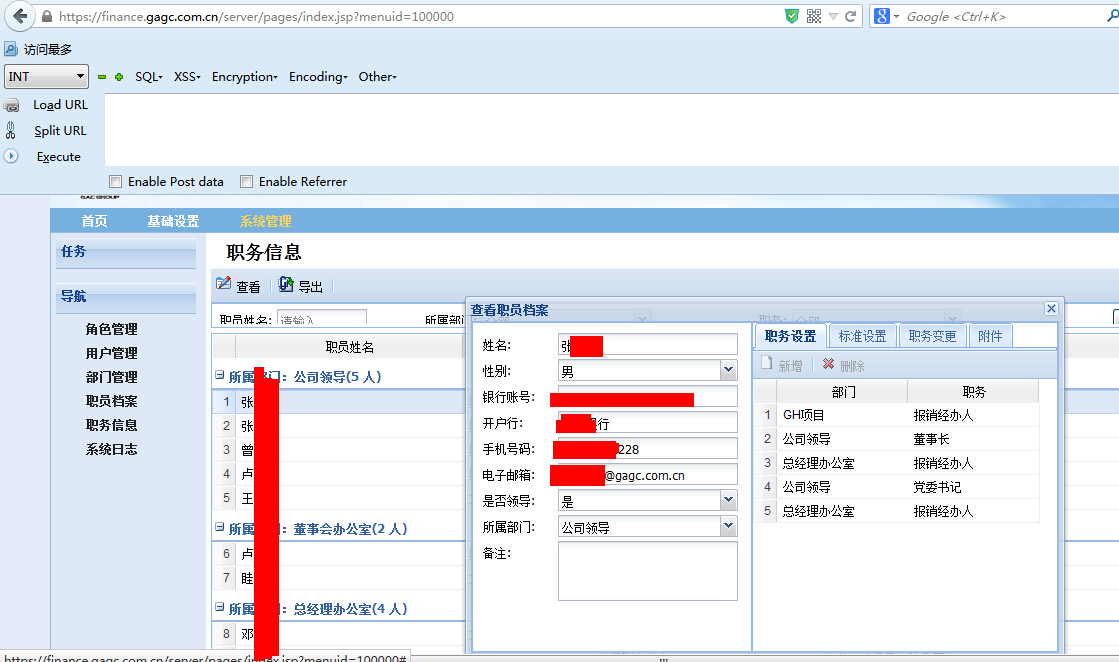 https://finance.gagc.com.cn/server/pages/index.jsp?menuid=100000
Google <Ctrl+K>
访问最多
INT SQL XSS Encryption Encoding Other
Load URL
Split URL
Execute
Enable Post data Enable Referrer
GAC GROUP
首页 基础设置 系统管理
任务
导航
角色管理
用户管理
部门管理
职员档案
职务信息
系统日志
职务信息
查看 导出
职员姓名: 请输入 所属部门
职员姓名
所属部门: 公司领导(5 人)
1 张
2 张
3 曾
4 卢
5 王
所属 : 董事会办公室(2 人)
6 卢
7 眭
所属 : 总经理办公室(4 人)
8 邓
查看职员档案
姓名: 张
性别: 男
银行账号:
开户行: 行
手机号码: 228
电子邮箱: @gagc.com.cn
是否领导: 是
所属部门: 公司领导
备注:
职务设置 标准设置 职务变更 附件
新增 删除
部门 职务
1 GHI项目 报销经办人
2 公司领导 董事长
3 总经理办公室 报销经办人
4 公司领导 党委书记
5 总经理办公室 报销经办人
https://finance.gagc.com.cn/server/pages/index.jsp?menuid=100000#